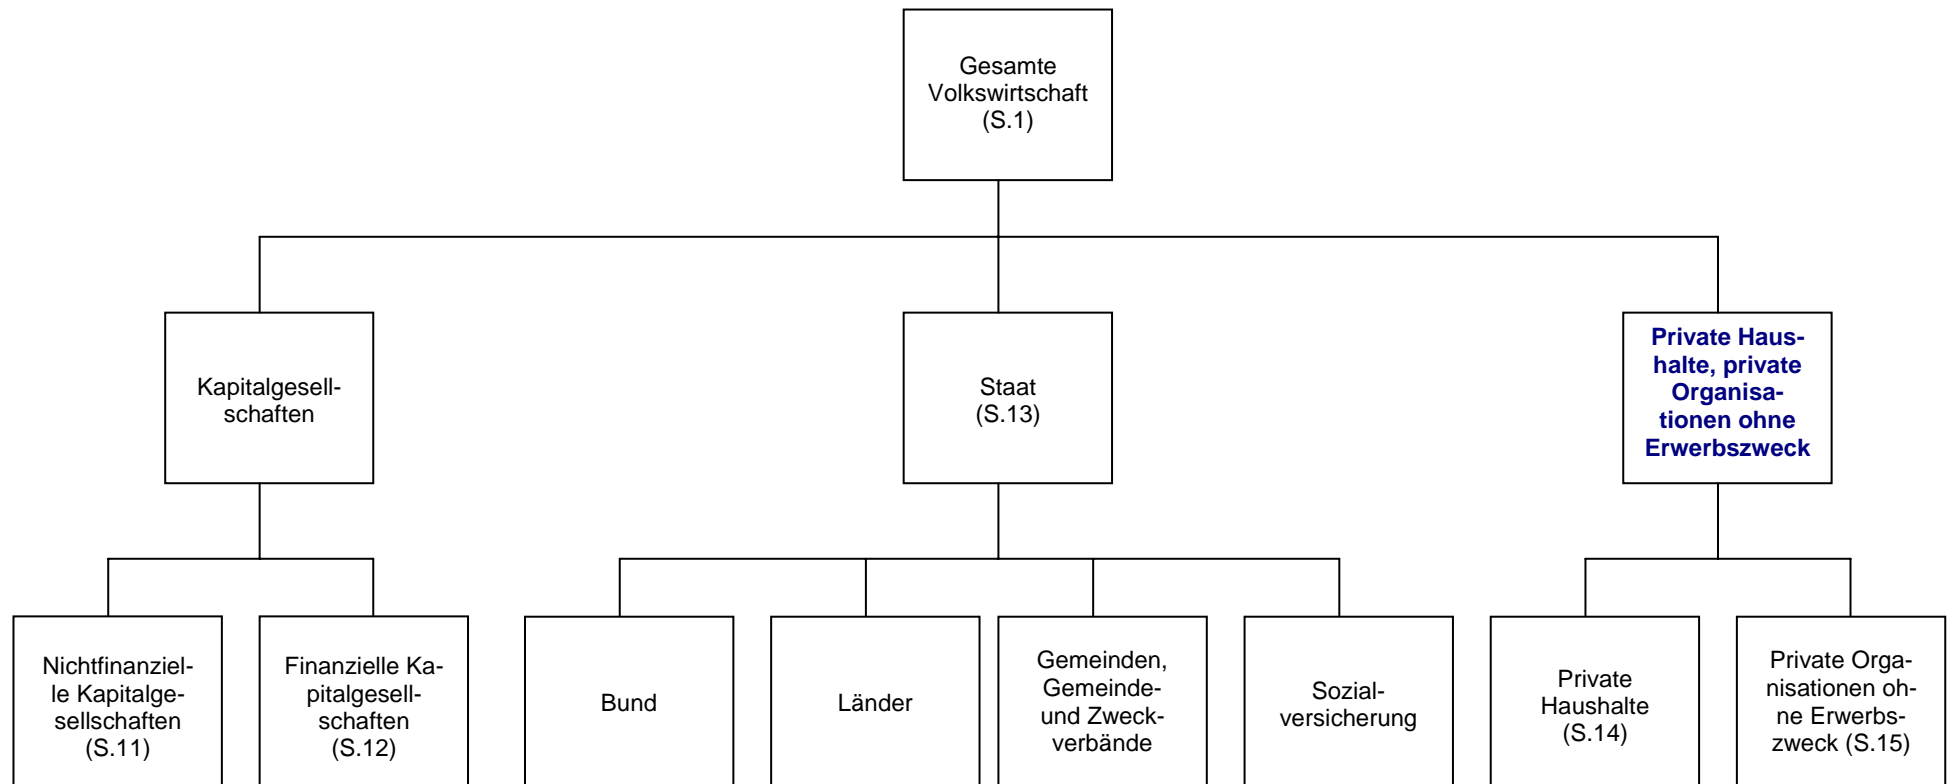 Gesamte
Volkswirtschaft
(S.1)
Kapitalgesell-
schaften
Staat
(S.13)
Private Haus-
halte, private
Organisa-
tionen ohne
Erwerbszweck
Nichtfinanziel-
le Kapitalge-
sellschaften
(S.11)
Finanzielle Ka-
pitalgesell-
schaften
(S.12)
Bund
Länder
Gemeinden,
Gemeinde-
und Zweck-
verbände
Sozial-
versicherung
Private
Haushalte
(S.14)
Private Orga-
nisationen oh-
ne Erwerbs-
zweck (S.15)